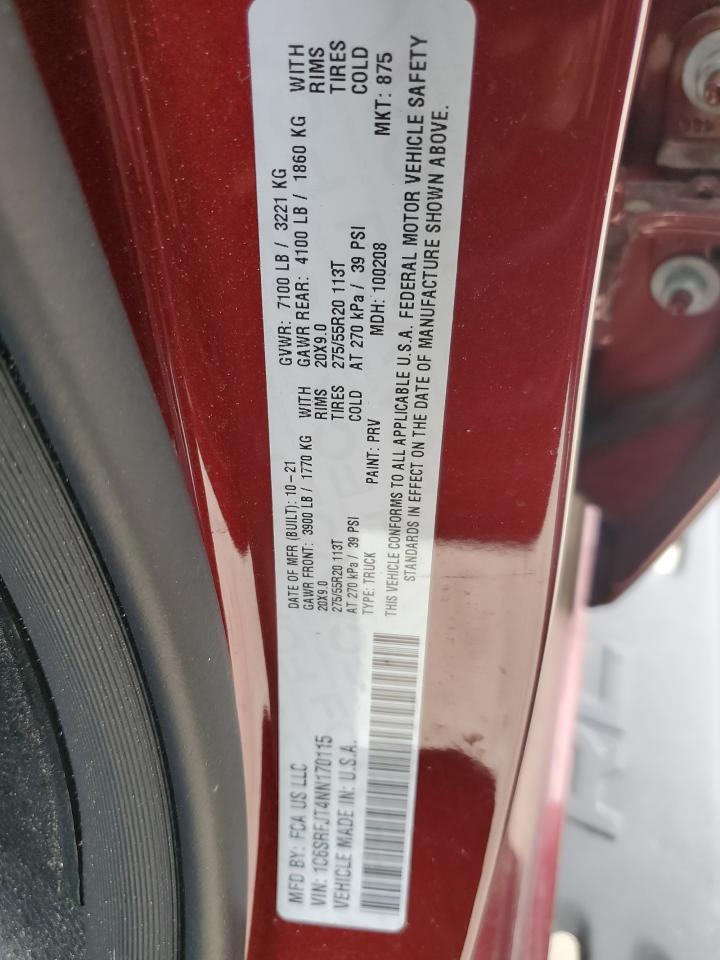 MFD BY: FCA US LLC
DATE OF MFR (BUILT): 10-21
GVWR: 7100 LB / 3221 KG
VIN: 1C6SRFJT4NN170115
GAWR FRONT: 3900 LB / 1770 KG WITH
GAWR REAR: 4100 LB / 1860 KG WITH
20X9.0 RIMS
20X9.0 RIMS
VEHICLE MADE IN: U.S.A.
275/55R20 113T TIRES
275/55R20 113T TIRES
AT 270 kPa / 39 PSI COLD
AT 270 kPa / 39 PSI COLD
TYPE: TRUCK PAINT: PRV MDH: 100208 MKT: 875
THIS VEHICLE CONFORMS TO ALL APPLICABLE U.S.A. FEDERAL MOTOR VEHICLE SAFETY
STANDARDS IN EFFECT ON THE DATE OF MANUFACTURE SHOWN ABOVE.